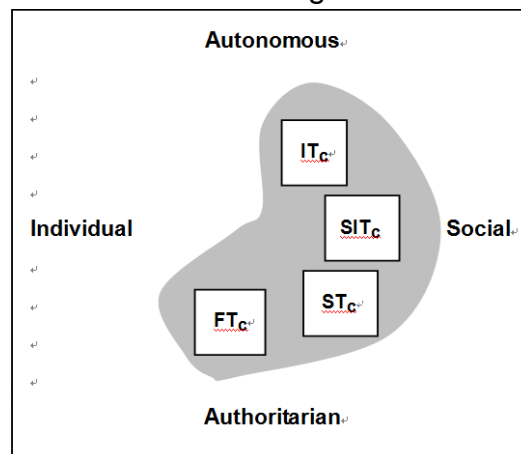 Autonomous
ITc
SITc
Individual
Social
STc
FTc
Authoritarian